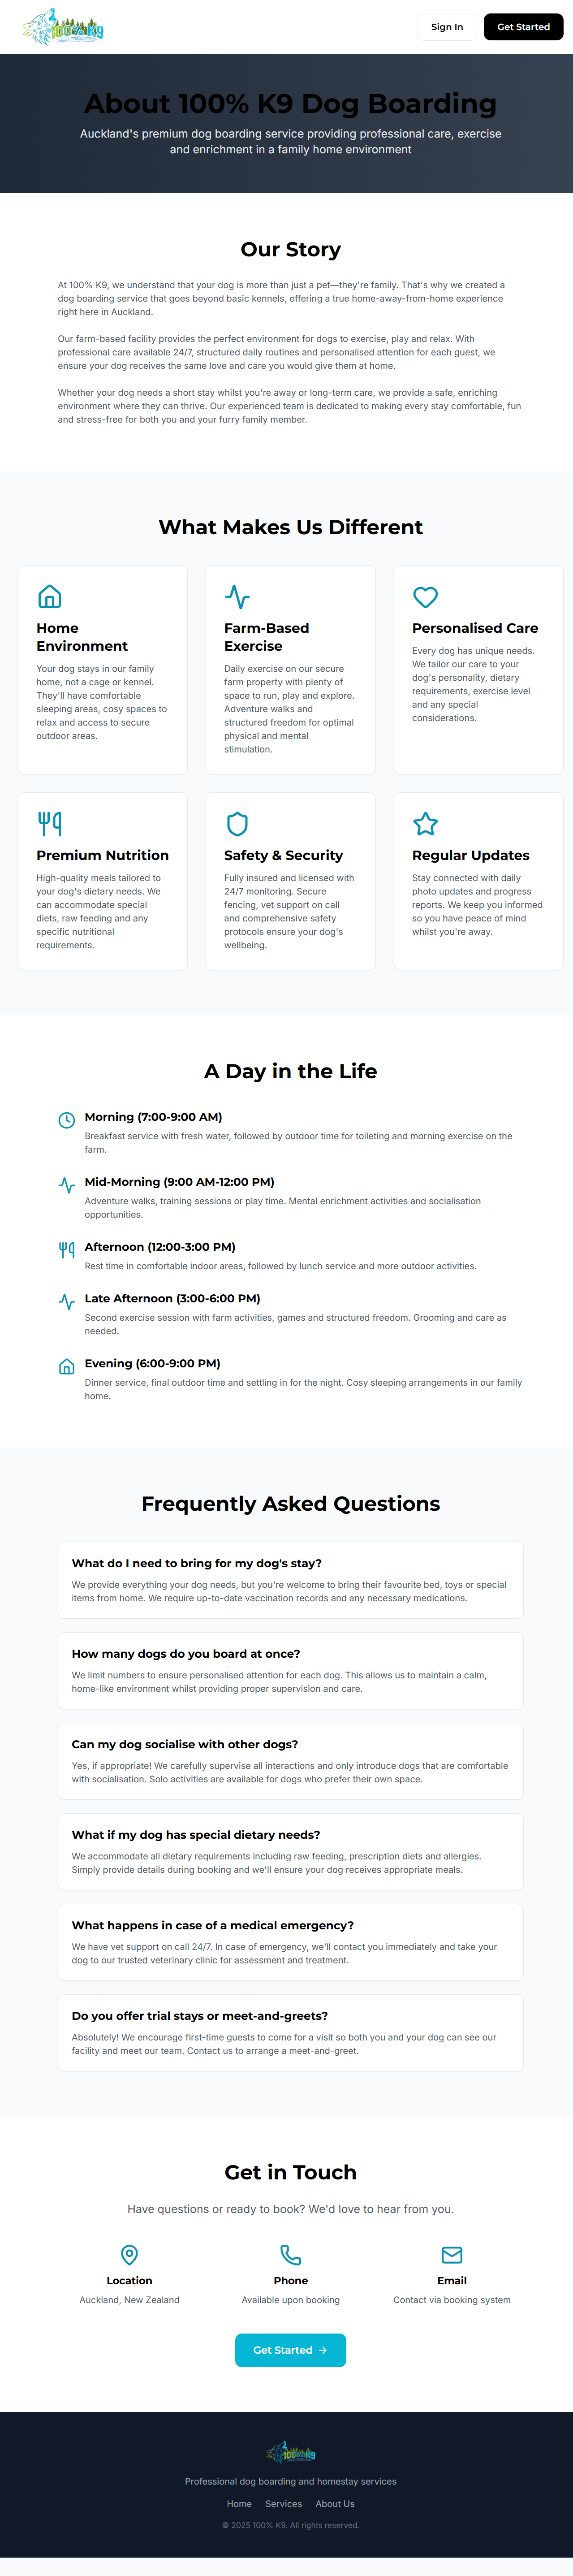 100% K9
Sign In
Get Started
About 100% K9 Dog Boarding
Auckland's premium dog boarding service providing professional care, exercise
and enrichment in a family home environment
Our Story
At 100% K9, we understand that your dog is more than just a pet—they're family. That's why we created a
dog boarding service that goes beyond basic kennels, offering a true home-away-from-home experience
right here in Auckland.
Our farm-based facility provides the perfect environment for dogs to exercise, play and relax. With
professional care available 24/7, structured daily routines and personalised attention for each guest, we
ensure your dog receives the same love and care you would give them at home.
Whether your dog needs a short stay whilst you're away or long-term care, we provide a safe, enriching
environment where they can thrive. Our experienced team is dedicated to making every stay comfortable, fun
and stress-free for both you and your furry family member.
What Makes Us Different
Home
Environment
Your dog stays in our family
home, not a cage or kennel.
They'll have comfortable
sleeping areas, cosy spaces to
relax and access to secure
outdoor areas.
Farm-Based
Exercise
Daily exercise on our secure
farm property with plenty of
space to run, play and explore.
Adventure walks and
structured freedom for optimal
physical and mental
stimulation.
Personalised Care
Every dog has unique needs.
We tailor our care to your
dog's personality, dietary
requirements, exercise level
and any special
considerations.
Premium Nutrition
High-quality meals tailored to
your dog's dietary needs. We
can accommodate special
diets, raw feeding and any
specific nutritional
requirements.
Safety & Security
Fully insured and licensed with
24/7 monitoring. Secure
fencing, vet support on call
and comprehensive safety
protocols ensure your dog's
wellbeing.
Regular Updates
Stay connected with daily
photo updates and progress
reports. We keep you informed
so you have peace of mind
whilst you're away.
A Day in the Life
Morning (7:00-9:00 AM)
Breakfast service with fresh water, followed by outdoor time for toileting and morning exercise on the
farm.
Mid-Morning (9:00 AM-12:00 PM)
Adventure walks, training sessions or play time. Mental enrichment activities and socialisation
opportunities.
Afternoon (12:00-3:00 PM)
Rest time in comfortable indoor areas, followed by lunch service and more outdoor activities.
Late Afternoon (3:00-6:00 PM)
Second exercise session with farm activities, games and structured freedom. Grooming and care as
needed.
Evening (6:00-9:00 PM)
Dinner service, final outdoor time and settling in for the night. Cosy sleeping arrangements in our family
home.
Frequently Asked Questions
What do I need to bring for my dog's stay?
We provide everything your dog needs, but you're welcome to bring their favourite bed, toys or special
items from home. We require up-to-date vaccination records and any necessary medications.
How many dogs do you board at once?
We limit numbers to ensure personalised attention for each dog. This allows us to maintain a calm,
home-like environment whilst providing proper supervision and care.
Can my dog socialise with other dogs?
Yes, if appropriate! We carefully supervise all interactions and only introduce dogs that are comfortable
with socialisation. Solo activities are available for dogs who prefer their own space.
What if my dog has special dietary needs?
We accommodate all dietary requirements including raw feeding, prescription diets and allergies.
Simply provide details during booking and we'll ensure your dog receives appropriate meals.
What happens in case of a medical emergency?
We have vet support on call 24/7. In case of emergency, we'll contact you immediately and take your
dog to our trusted veterinary clinic for assessment and treatment.
Do you offer trial stays or meet-and-greets?
Absolutely! We encourage first-time guests to come for a visit so both you and your dog can see our
facility and meet our team. Contact us to arrange a meet-and-greet.
Get in Touch
Have questions or ready to book? We'd love to hear from you.
Location
Auckland, New Zealand
Phone
Available upon booking
Email
Contact via booking system
Get Started →
100% K9
Professional dog boarding and homestay services
Home
Services
About Us
© 2025 100% K9. All rights reserved.